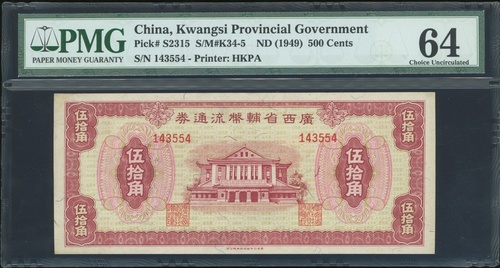 PMG
PAPER MONEY GUARANTY
China, Kwangsi Provincial Government
Pick# S2315 S/M#K34-5 ND (1949) 500 Cents
S/N 143554 - Printer: HKPA
64
Choice Uncirculated
券通流幣輔省西廣
伍拾角
伍拾角
143554
143554
伍拾角
伍拾角
伍拾角
伍拾角